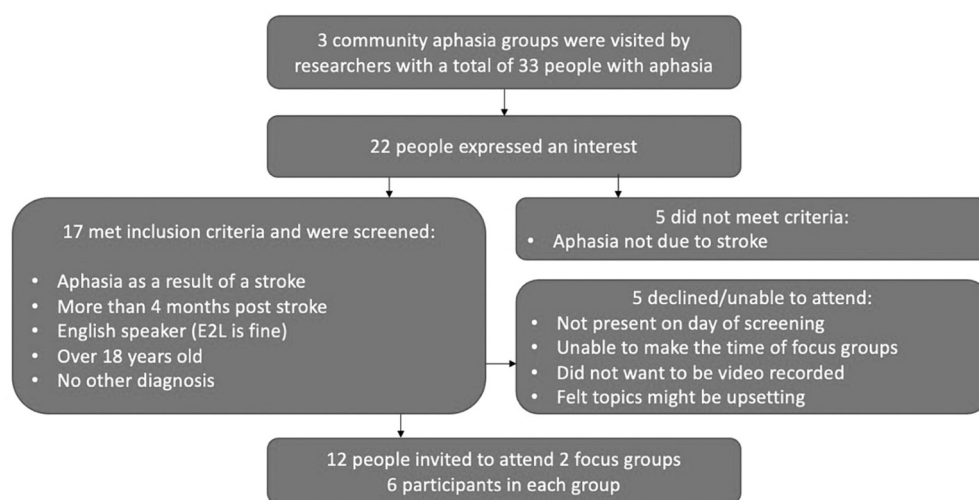 3 community aphasia groups were visited by
researchers with a total of 33 people with aphasia
22 people expressed an interest
17 met inclusion criteria and were screened:
• Aphasia as a result of a stroke
• More than 4 months post stroke
• English speaker (E2L is fine)
• Over 18 years old
• No other diagnosis
5 did not meet criteria:
• Aphasia not due to stroke
5 declined/unable to attend:
• Not present on day of screening
• Unable to make the time of focus groups
• Did not want to be video recorded
• Felt topics might be upsetting
12 people invited to attend 2 focus groups
6 participants in each group